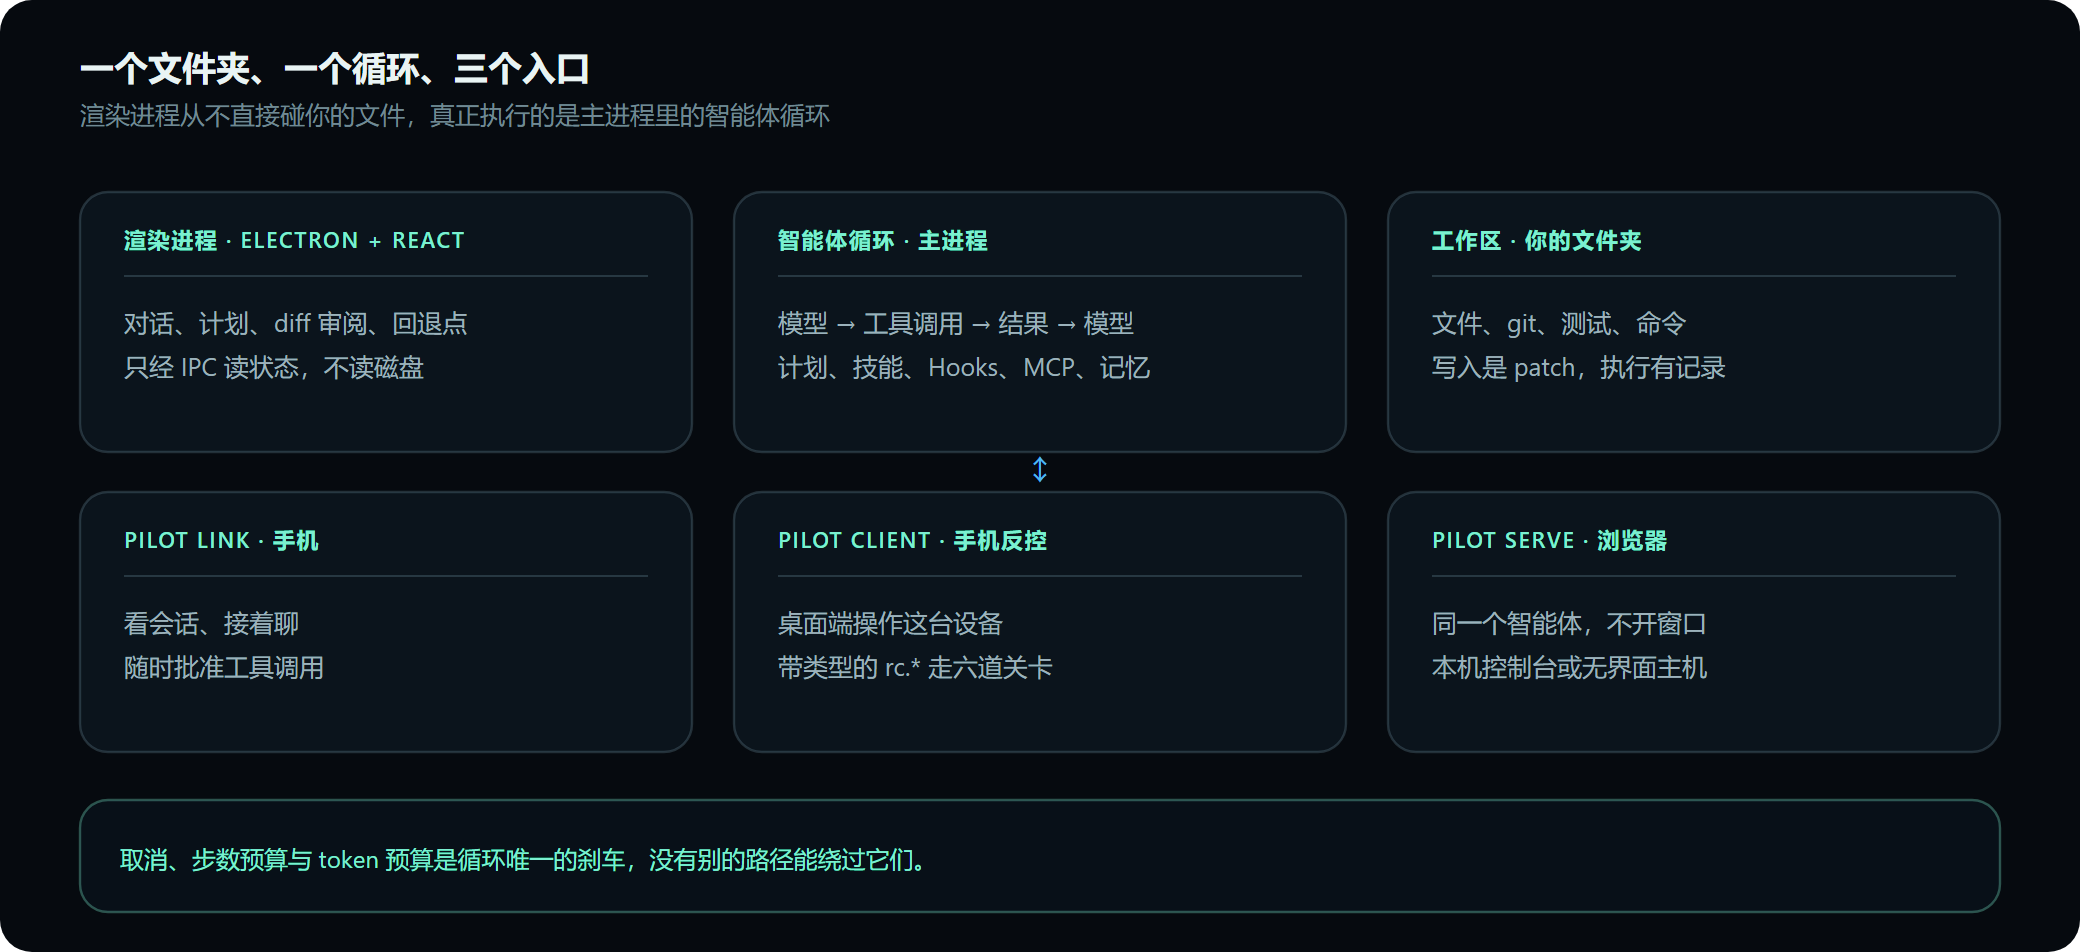 一个文件夹、一个循环、三个入口
渲染进程从不直接碰你的文件，真正执行的是主进程里的智能体循环
渲染进程 · ELECTRON + REACT
对话、计划、diff 审阅、回退点
只经 IPC 读状态，不读磁盘
智能体循环 · 主进程
模型 → 工具调用 → 结果 → 模型
计划、技能、Hooks、MCP、记忆
工作区 · 你的文件夹
文件、git、测试、命令
写入是 patch，执行有记录
↕
PILOT LINK · 手机
看会话、接着聊
随时批准工具调用
PILOT CLIENT · 手机反控
桌面端操作这台设备
带类型的 rc.* 走六道关卡
PILOT SERVE · 浏览器
同一个智能体，不开窗口
本机控制台或无界面主机
取消、步数预算与 token 预算是循环唯一的刹车，没有别的路径能绕过它们。